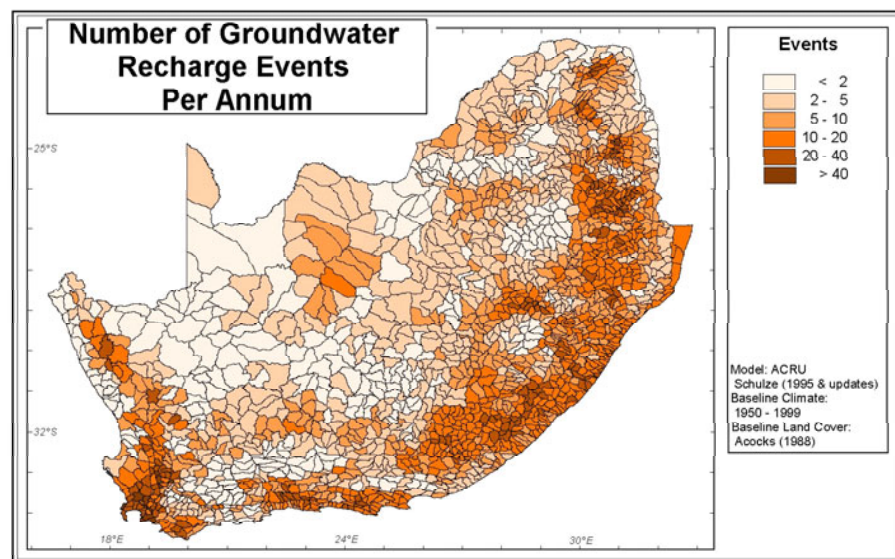 Number of Groundwater
Recharge Events
Per Annum
Events
< 2
2 - 5
5 - 10
10 - 20
20 - 40
> 40
25°S
32°S
18°E
24°E
30°E
Model: ACRU
Schulze (1995 & updates)
Baseline Climate:
1950 - 1999
Baseline Land Cover:
Acocks (1988)